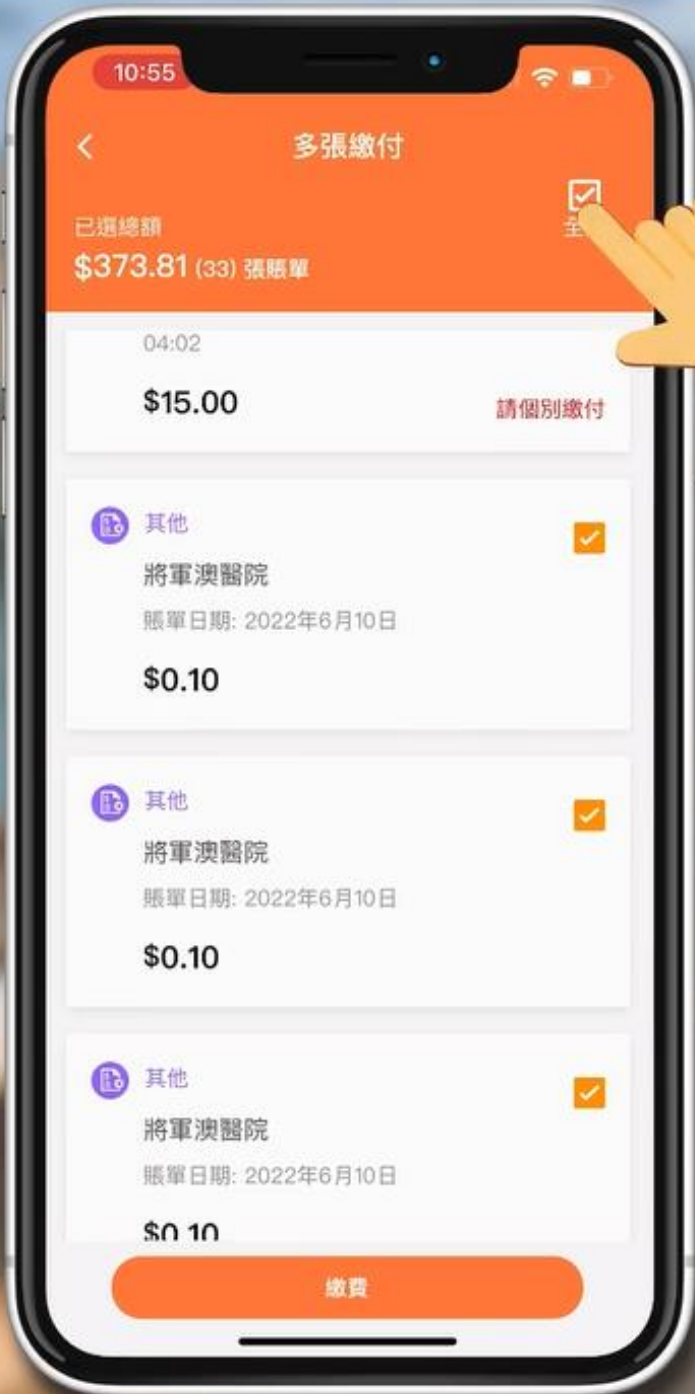 10:55
多張繳付
已選總額
全
$373.81 (33) 張賬單
04:02
$15.00
請個別繳付
其他
將軍澳醫院
賬單日期: 2022年6月10日
$0.10
其他
將軍澳醫院
賬單日期: 2022年6月10日
$0.10
其他
將軍澳醫院
賬單日期: 2022年6月10日
$0.10
繳費